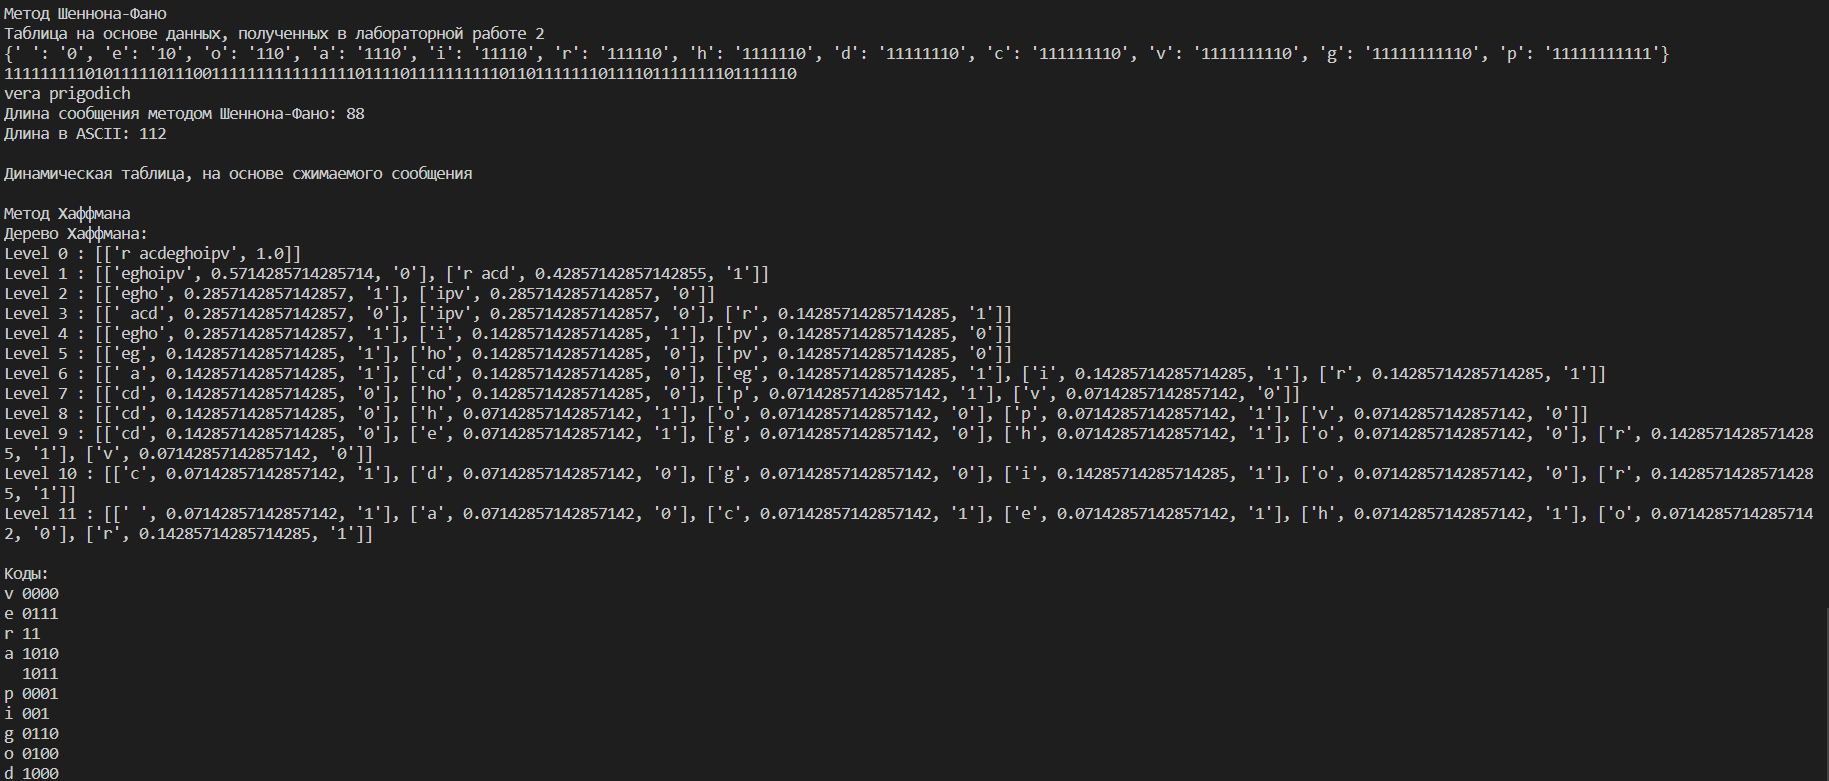 Метод Шеннона-Фано
Таблица на основе данных, полученных в лабораторной работе 2
{' ': '0', 'e': '10', 'o': '110', 'a': '1110', 'i': '11110', 'r': '111110', 'h': '1111110', 'd': '11111110', 'c': '111111110', 'v': '1111111110', 'g': '11111111110', 'p': '11111111111'}
1111111110101111101110011111111111111110111101111111111011011111110111101111111101111110
vera prigodich
Длина сообщения методом Шеннона-Фано: 88
Длина в ASCII: 112
Динамическая таблица, на основе сжимаемого сообщения
Метод Хаффмана
Дерево Хаффмана:
Level 0 : [['r acdeghoipv', 1.0]]
Level 1 : [['eghoipv', 0.5714285714285714, '0'], ['r acd', 0.42857142857142855, '1']]
Level 2 : [['egho', 0.2857142857142857, '1'], ['ipv', 0.2857142857142857, '0']]
Level 3 : [[' acd', 0.2857142857142857, '0'], ['ipv', 0.2857142857142857, '0'], ['r', 0.14285714285714285, '1']]
Level 4 : [['egho', 0.2857142857142857, '1'], ['i', 0.14285714285714285, '1'], ['pv', 0.14285714285714285, '0']]
Level 5 : [['eg', 0.14285714285714285, '1'], ['ho', 0.14285714285714285, '0'], ['pv', 0.14285714285714285, '0']]
Level 6 : [[' a', 0.14285714285714285, '1'], ['cd', 0.14285714285714285, '0'], ['eg', 0.14285714285714285, '1'], ['i', 0.14285714285714285, '1'], ['r', 0.14285714285714285, '1']]
Level 7 : [['cd', 0.14285714285714285, '0'], ['ho', 0.14285714285714285, '0'], ['p', 0.07142857142857142, '1'], ['v', 0.07142857142857142, '0']]
Level 8 : [['cd', 0.14285714285714285, '0'], ['h', 0.07142857142857142, '1'], ['o', 0.07142857142857142, '0'], ['p', 0.07142857142857142, '1'], ['v', 0.07142857142857142, '0']]
Level 9 : [['cd', 0.14285714285714285, '0'], ['e', 0.07142857142857142, '1'], ['g', 0.07142857142857142, '0'], ['h', 0.07142857142857142, '1'], ['o', 0.07142857142857142, '0'], ['r', 0.1428571428571428
5, '1'], ['v', 0.07142857142857142, '0']]
Level 10 : [['c', 0.07142857142857142, '1'], ['d', 0.07142857142857142, '0'], ['g', 0.07142857142857142, '0'], ['i', 0.14285714285714285, '1'], ['o', 0.07142857142857142, '0'], ['r', 0.1428571428571428
5, '1']]
Level 11 : [[' ', 0.07142857142857142, '1'], ['a', 0.07142857142857142, '0'], ['c', 0.07142857142857142, '1'], ['e', 0.07142857142857142, '1'], ['h', 0.07142857142857142, '1'], ['o', 0.0714285714285714
2, '0'], ['r', 0.14285714285714285, '1']]
Коды:
v 0000
e 0111
r 11
a 1010
  1011
p 0001
i 001
g 0110
o 0100
d 1000